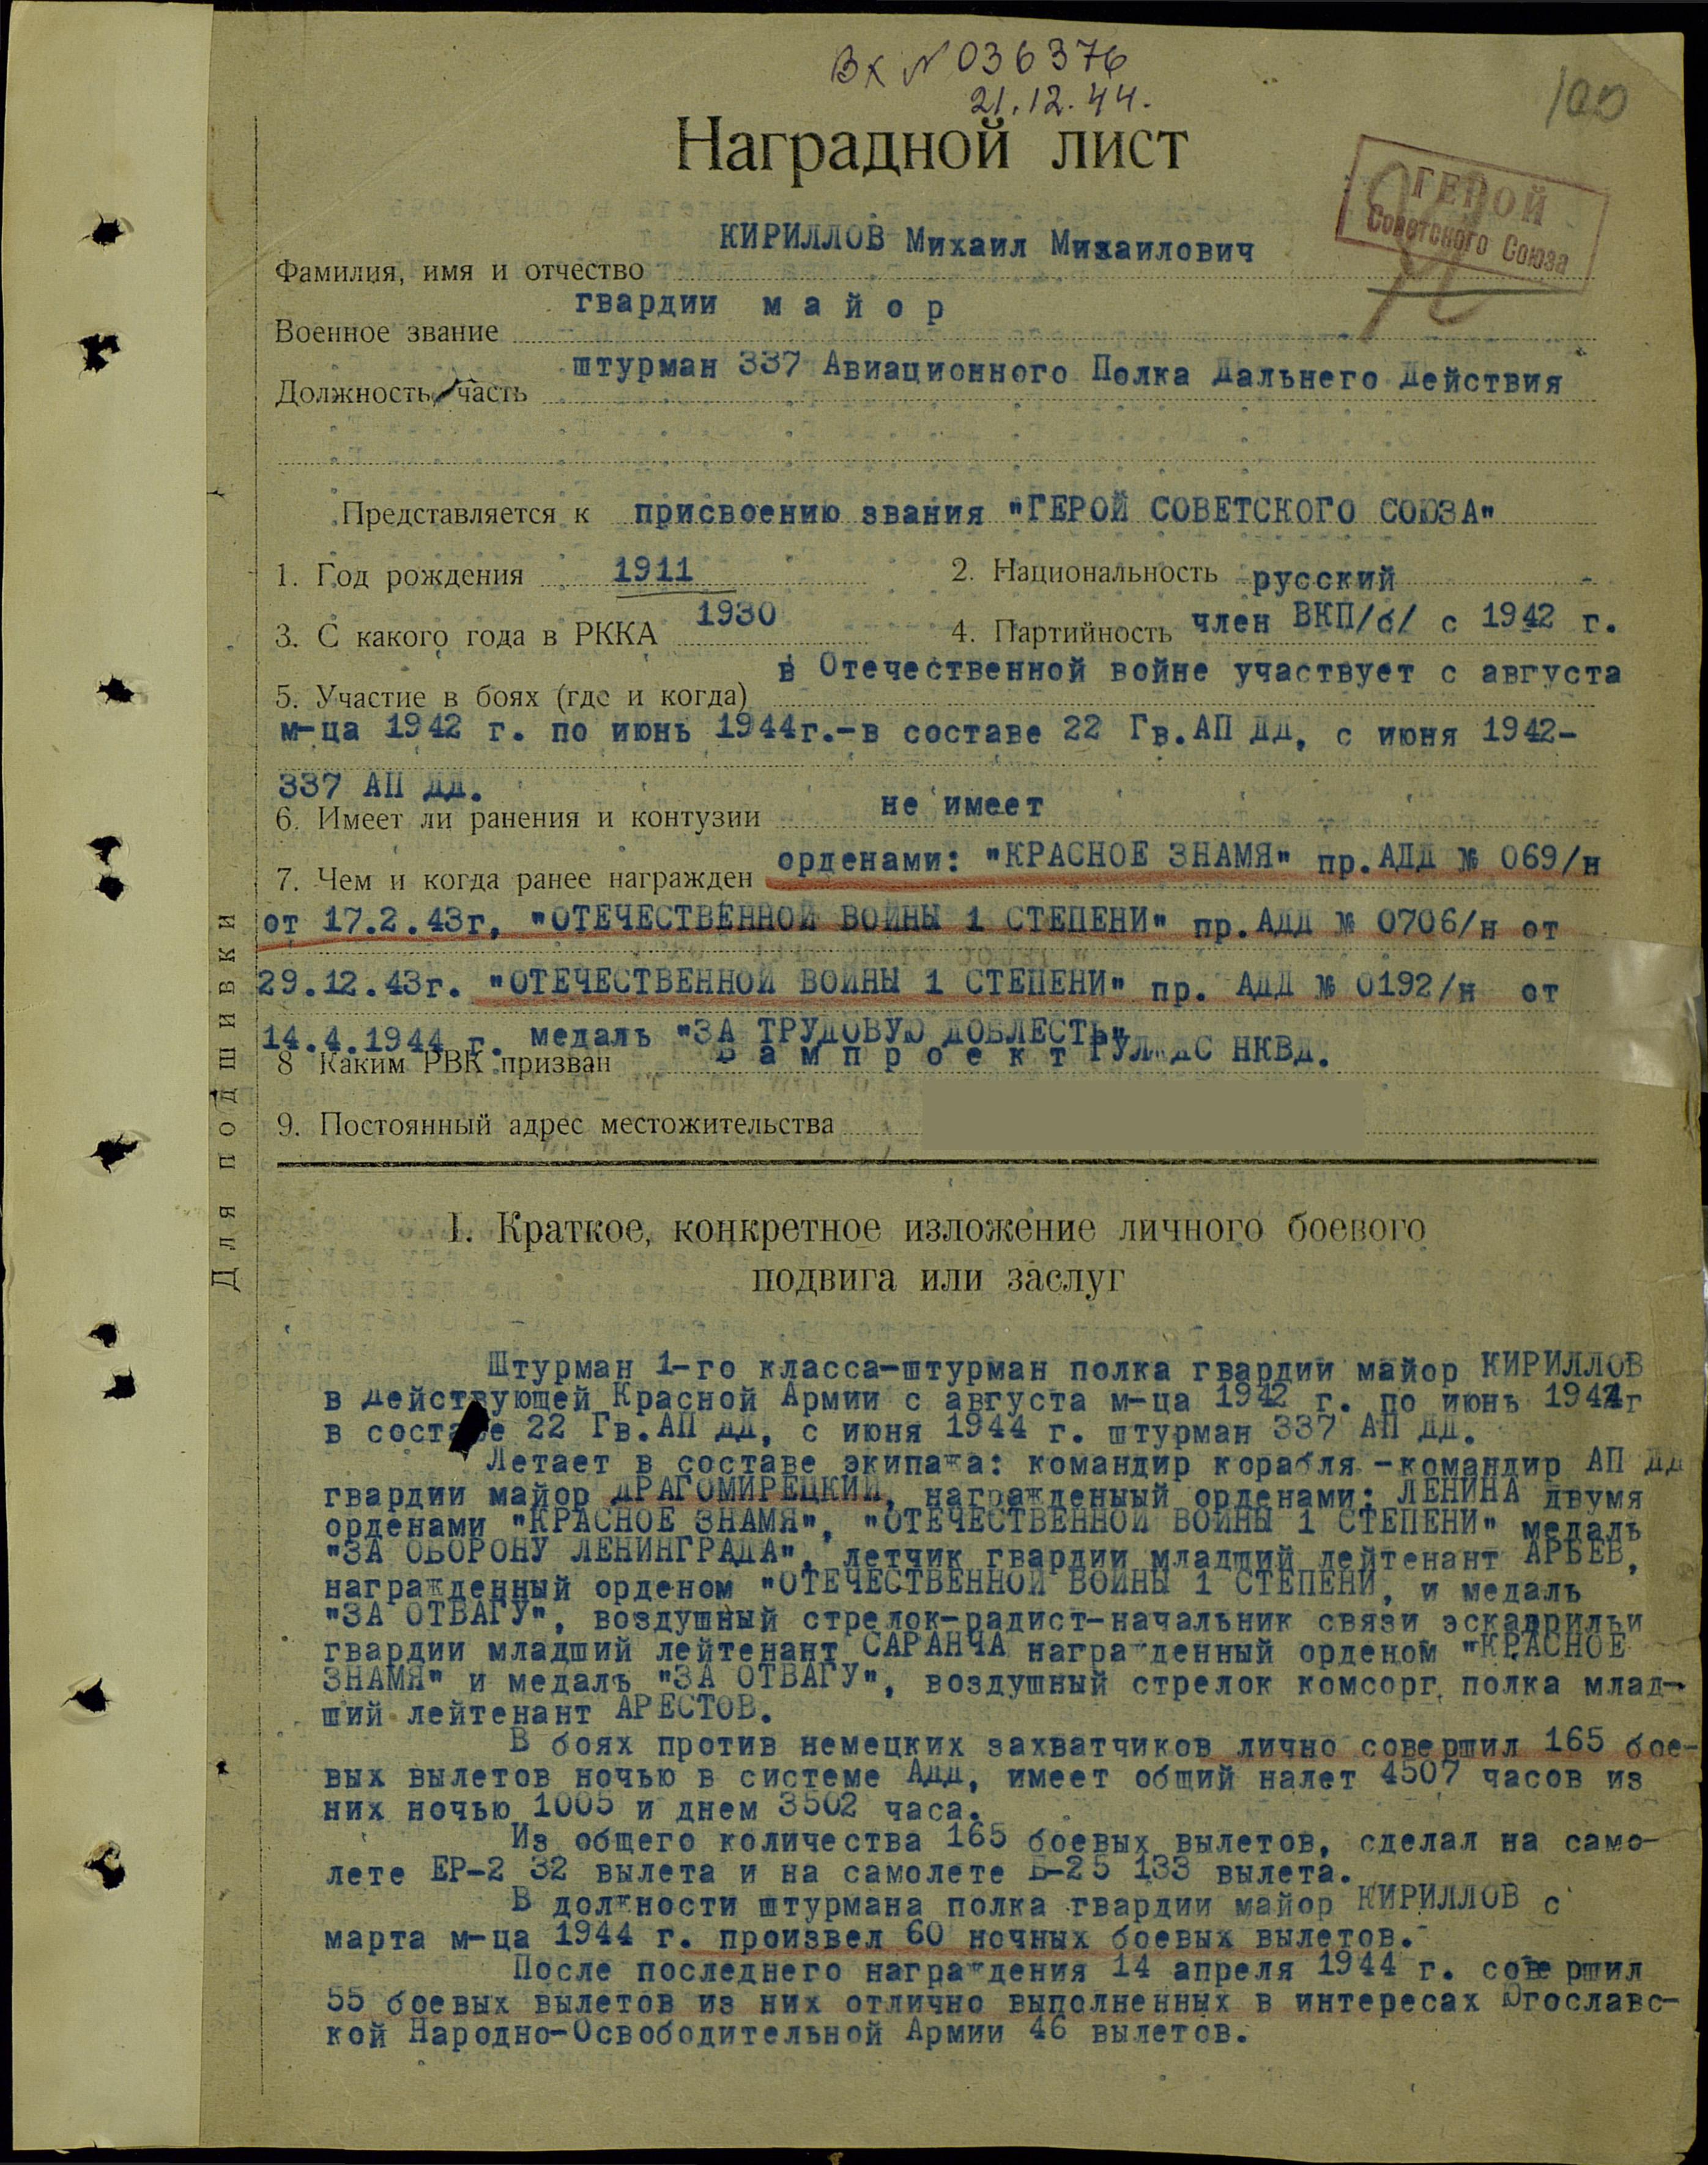 Вх № 036376
21.12.44.
100
Наградной лист
ГЕРОЙ
Советского Союза
КИРИЛЛОВ Михаил Михаилович
Фамилия, имя и отчество
гвардии м а й о р
Военное звание
штурман 337 Авиационного Полка Дальнего Действия
Должность, часть
Представляется к присвоению звания "ГЕРОЙ СОВЕТСКОГО СОЮЗА"
1. Год рождения 1911 2. Национальность русский
3. С какого года в РККА 1930 4. Партийность член ВКП/б/ с 1942 г.
5. Участие в боях (где и когда) в Отечественной войне участвует с августа
м-ца 1942 г. по июнь 1944г.-в составе 22 Гв.АП ДД, с июня 1942-
337 АП ДД.
6. Имеет ли ранения и контузии не имеет
7. Чем и когда ранее награжден орденами: "КРАСНОЕ ЗНАМЯ" пр.АДД № 069/н
от 17.2.43г, "ОТЕЧЕСТВЕННОЙ ВОЙНЫ 1 СТЕПЕНИ" пр.АДД № 0706/н от
29.12.43г. "ОТЕЧЕСТВЕННОЙ ВОЙНЫ 1 СТЕПЕНИ" пр. АДД № 0192/н от
14.4.1944 г. медаль "ЗА ТРУДОВУЮ ДОБЛЕСТЬ"
8 Каким РВК призван НКВД.
9. Постоянный адрес местожительства
Для подшивки
I. Краткое, конкретное изложение личного боевого
подвига или заслуг
Штурман 1-го класса-штурман полка гвардии майор КИРИЛЛОВ
в действующей Красной Армии с августа м-ца 1942 г. по июнь 1944г
в составе 22 Гв.АП ДД, с июня 1944 г. штурман 337 АП ДД.
Летает в составе экипажа: командир корабля -командир АП ДД
гвардии майор ДРАГОМИРЕЦКИЙ, награжденный орденами: ЛЕНИНА двумя
орденами "КРАСНОЕ ЗНАМЯ", "ОТЕЧЕСТВЕННОЙ ВОЙНЫ 1 СТЕПЕНИ" медаль
"ЗА ОБОРОНУ ЛЕНИНГРАДА", летчик гвардии младший лейтенант АРБЕВ,
награжденный орденом "ОТЕЧЕСТВЕННОЙ ВОЙНЫ 1 СТЕПЕНИ, и медаль
"ЗА ОТВАГУ", воздушный стрелок-радист-начальник связи эскадрильи
гвардии младший лейтенант САРАНЧА награжденный орденом "КРАСНОЕ
ЗНАМЯ" и медаль "ЗА ОТВАГУ", воздушный стрелок комсорг полка млад-
ший лейтенант АРЕСТОВ.
В боях против немецких захватчиков лично совершил 165 бое-
вых вылетов ночью в системе АДД, имеет общий налет 4507 часов из
них ночью 1005 и днем 3502 часа.
Из общего количества 165 боевых вылетов, сделал на само-
лете ЕР-2 32 вылета и на самолете Б-25 133 вылета.
В должности штурмана полка гвардии майор КИРИЛЛОВ с
марта м-ца 1944 г. произвел 60 ночных боевых вылетов.
После последнего награждения 14 апреля 1944 г. совершил
55 боевых вылетов из них отлично выполненных в интересах Югославс-
кой Народно-Освободительной Армии 46 вылетов.